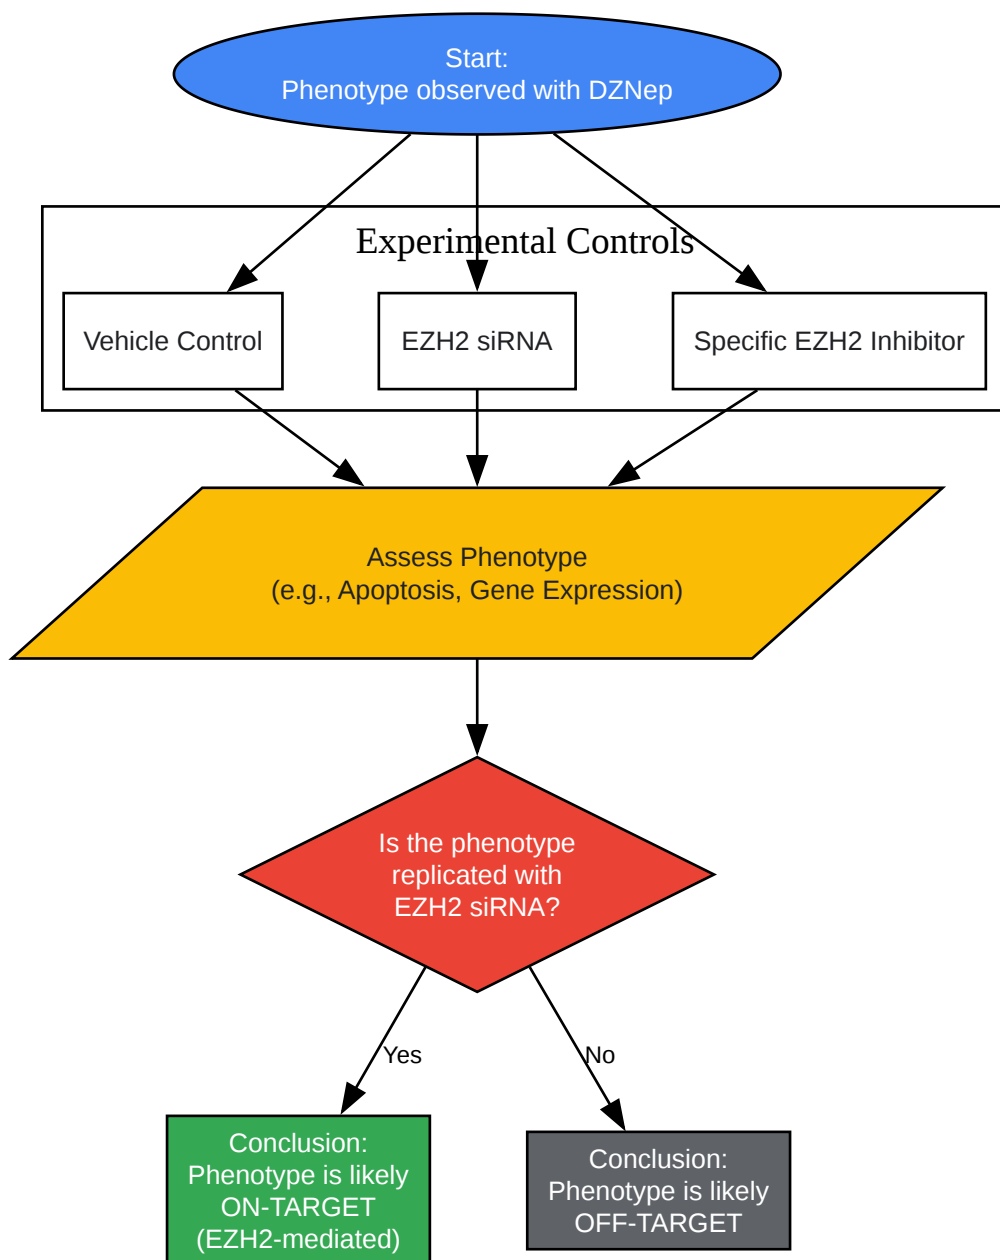 Start:
Phenotype observed with DZNep
Experimental Controls
Vehicle Control
EZH2 siRNA
Specific EZH2 Inhibitor
Assess Phenotype
(e.g., Apoptosis, Gene Expression)
Is the phenotype
replicated with
EZH2 siRNA?
Yes
No
Conclusion:
Phenotype is likely
ON-TARGET
(EZH2-mediated)
Conclusion:
Phenotype is likely
OFF-TARGET